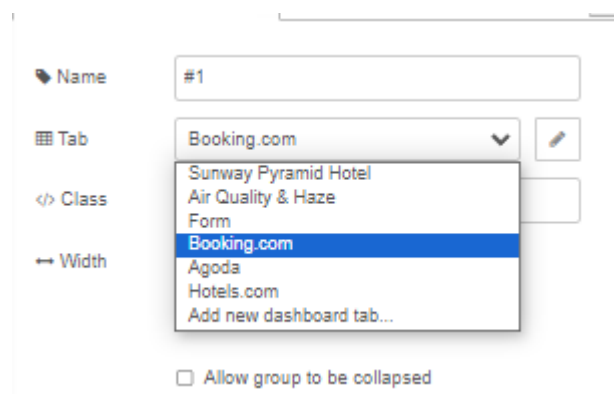 Name
#1
Tab
Booking.com
Sunway Pyramid Hotel
Air Quality & Haze
Class
Form
Booking.com
Width
Agoda
Hotels.com
Add new dashboard tab...
Allow group to be collapsed